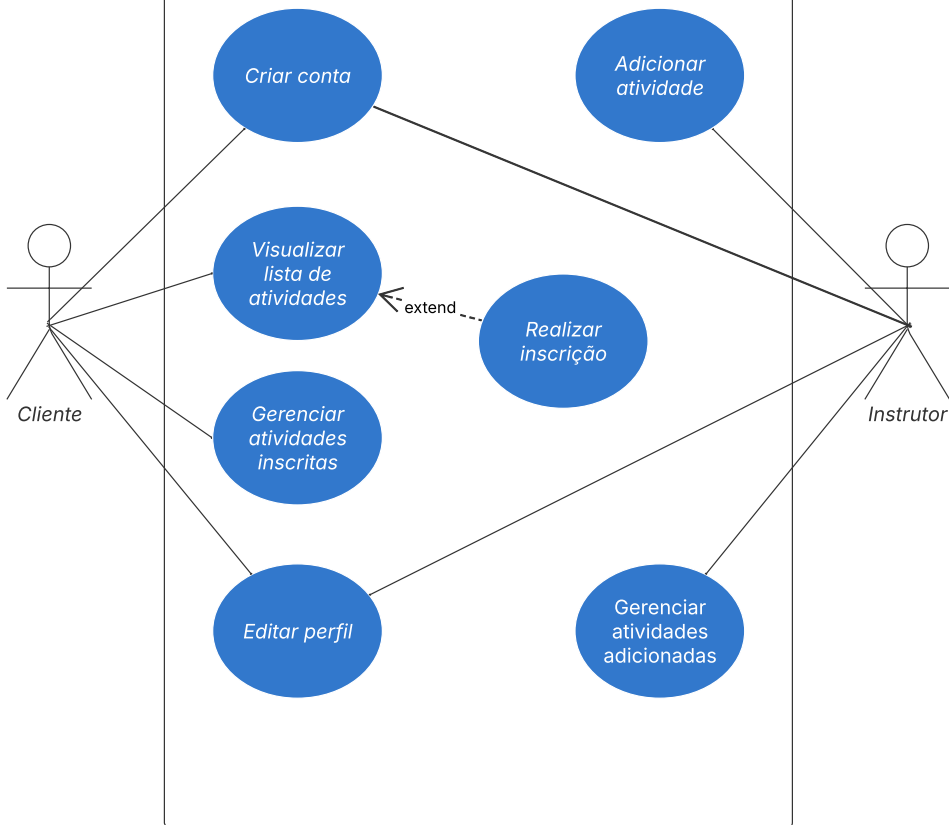 Criar conta
Adicionar
atividade
Visualizar
lista de
atividades
extend
Realizar
inscrição
Cliente
Instrutor
Gerenciar
atividades
inscritas
Editar perfil
Gerenciar
atividades
adicionadas